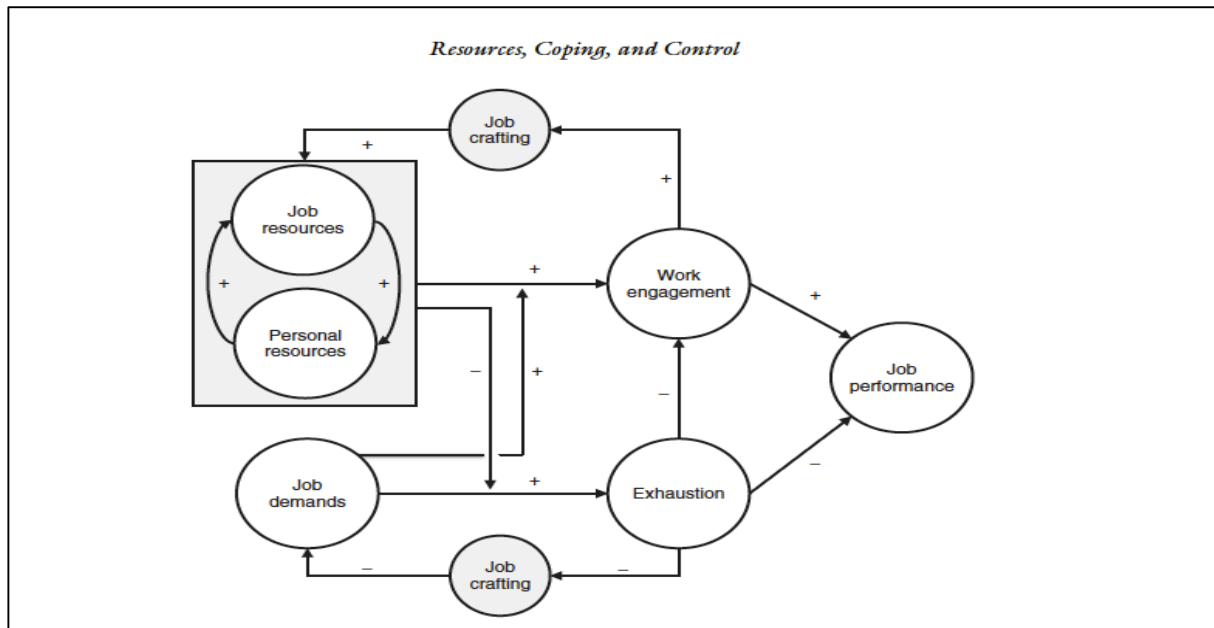 Resources, Coping, and Control
Job
crafting
+
+
Job
resources
+
+
+
Work
engagement
+
Personal
resources
+
−
+
−
Job
performance
Job
demands
+
Exhaustion
−
Job
crafting
−
−